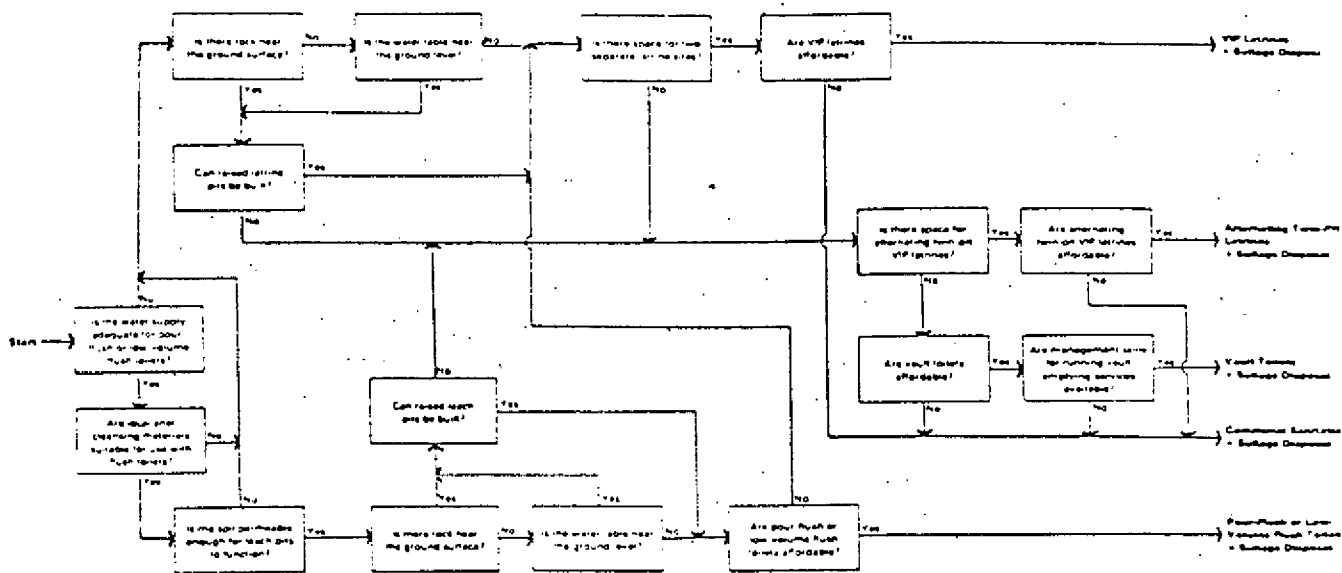 Is there rock near
the ground surface?
No
Is the water table near
the ground level?
No
Is there space for two
separate latrine sites?
Yes
Are VIP latrines
affordable?
Yes
VIP Latrines
+ Sullage Disposal
Yes
Yes
No
No
Can raised latrine
pits be built?
Yes
No
Is there space for
alternating twin pit
VIP latrines?
Yes
Are alternating
twin pit VIP latrines
affordable?
Yes
Alternating Twin-Pit
Latrines
+ Sullage Disposal
No
No
No
Start
Is the water supply
adequate for pour
flush or low-volume
flush toilets?
Yes
Are vault toilets
affordable?
Yes
Are management skills
for running vault
emptying services
available?
Yes
Vault Toilets
+ Sullage Disposal
No
No
No
Can raised leach
pits be built?
Yes
Are local anal
cleansing materials
suitable for use with
flush toilets?
No
Communal Sanitation
+ Sullage Disposal
Yes
No
Yes
Yes
No
Is the soil permeable
enough for leach pits
to function?
Yes
Is there rock near
the ground surface?
No
Is the water table near
the ground level?
No
Are pour flush or
low volume flush
toilets affordable?
Yes
Pour-Flush or Low-
Volume Flush Toilets
+ Sullage Disposal